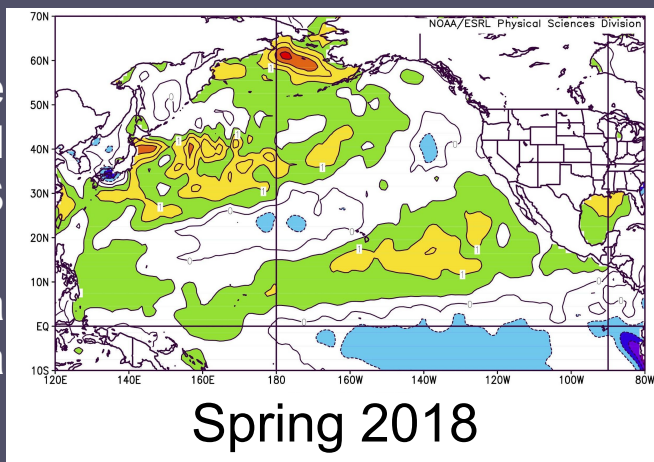 NOAA/ESRL Physical Sciences Division
70N
60N
50N
40N
30N
20N
10N
EQ
10S
120E 140E 160E 180 160W 140W 120W 100W 80W
Spring 2018